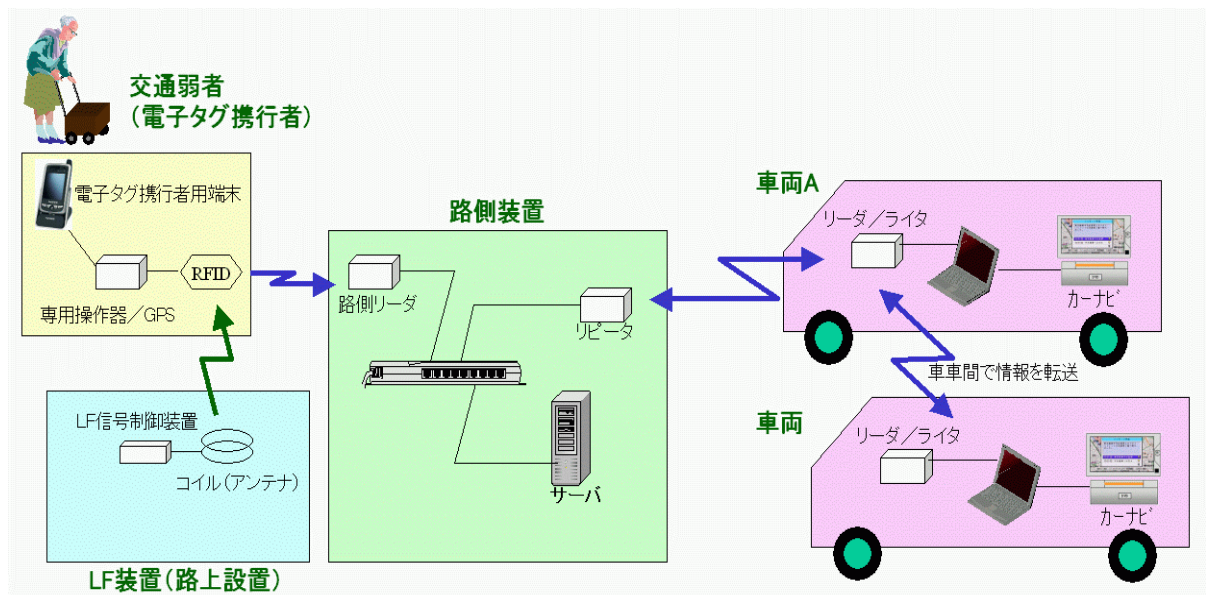 交通弱者
(電子タグ携行者)
電子タグ携行者用端末
RFID
専用操作器/GPS
LF信号制御装置
コイル(アンテナ)
LF装置(路上設置)
路側装置
路側リーダ
リピータ
サーバ
車両A
リーダ/ライタ
カーナビ
車車間で情報を転送
車両
リーダ/ライタ
カーナビ